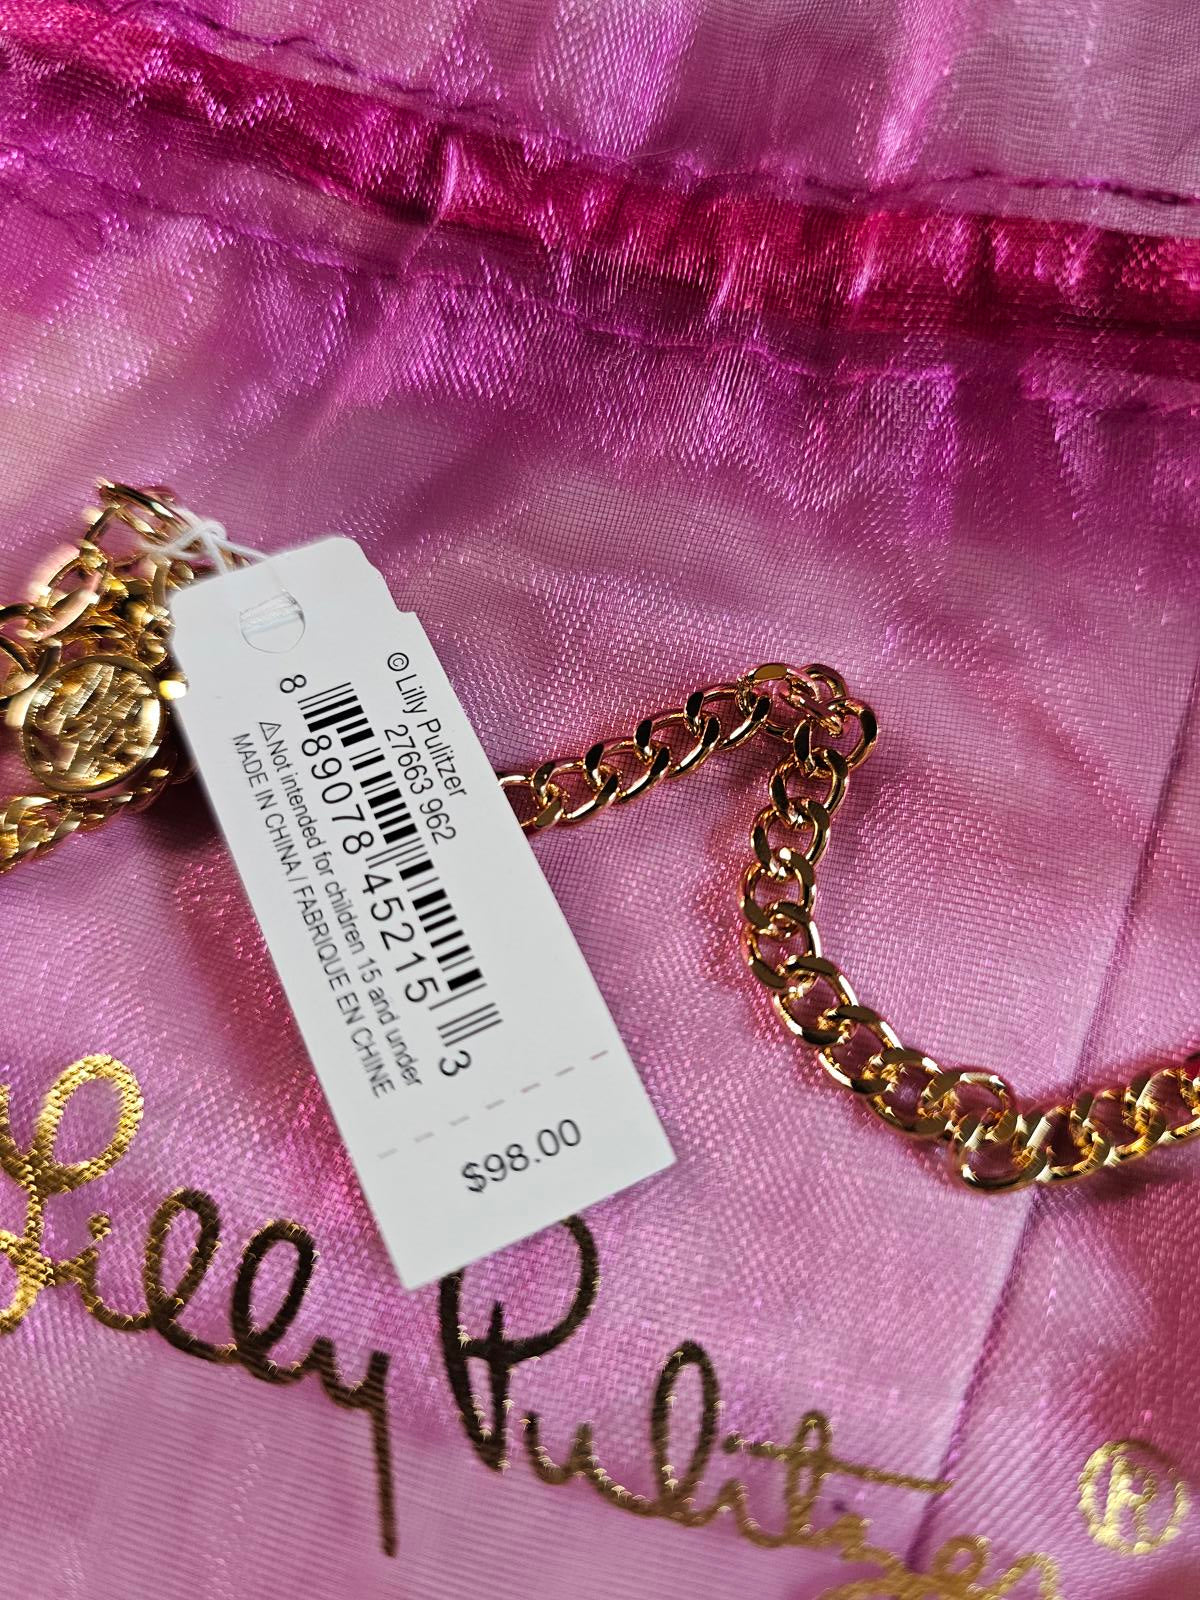 © Lilly Pulitzer
27663 962
8 89078 45215 3
⚠Not intended for children 15 and under
MADE IN CHINA / FABRIQUE EN CHINE
$98.00
Lilly Pulitzer
®